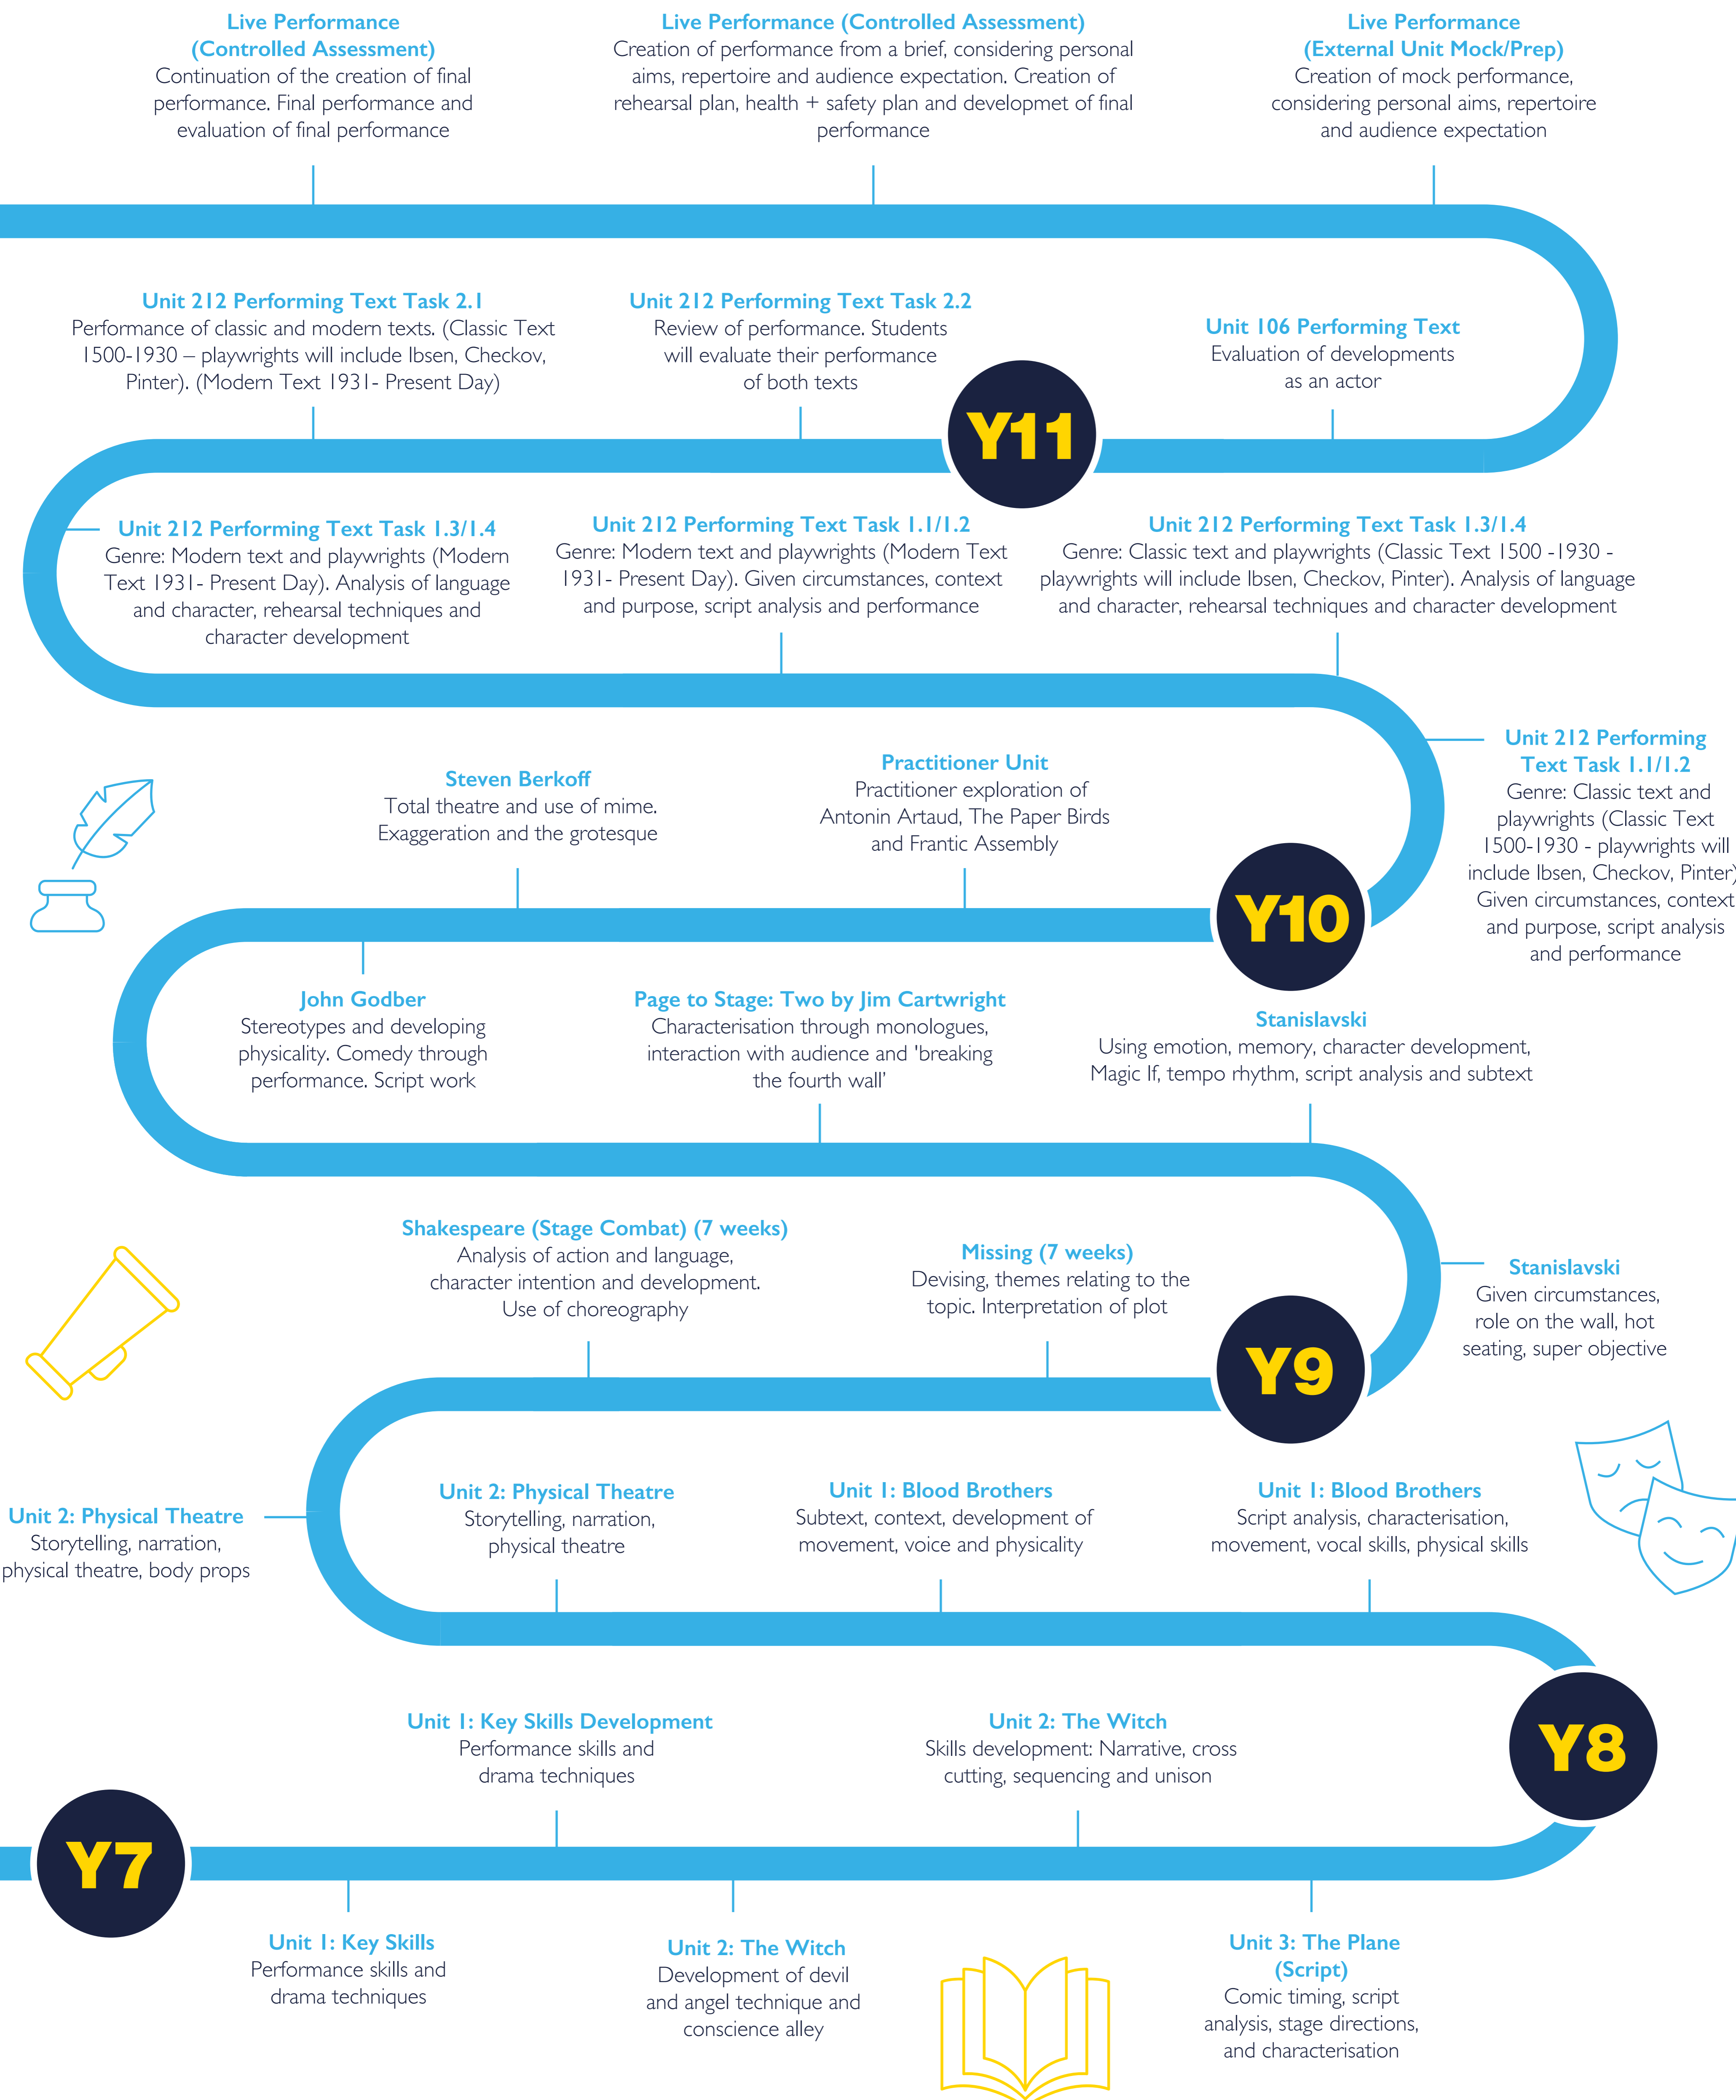 Live Performance
(Controlled Assessment)
Continuation of the creation of final
performance. Final performance and
evaluation of final performance
Live Performance (Controlled Assessment)
Creation of performance from a brief, considering personal
aims, repertoire and audience expectation. Creation of
rehearsal plan, health + safety plan and developmet of final
performance
Live Performance
(External Unit Mock/Prep)
Creation of mock performance,
considering personal aims, repertoire
and audience expectation
Unit 212 Performing Text Task 2.1
Performance of classic and modern texts. (Classic Text
1500-1930 – playwrights will include Ibsen, Checkov,
Pinter). (Modern Text 1931- Present Day)
Unit 212 Performing Text Task 2.2
Review of performance. Students
will evaluate their performance
of both texts
Y11
Unit 106 Performing Text
Evaluation of developments
as an actor
Unit 212 Performing Text Task 1.3/1.4
Genre: Modern text and playwrights (Modern
Text 1931- Present Day). Analysis of language
and character, rehearsal techniques and
character development
Unit 212 Performing Text Task 1.1/1.2
Genre: Modern text and playwrights (Modern Text
1931- Present Day). Given circumstances, context
and purpose, script analysis and performance
Unit 212 Performing Text Task 1.3/1.4
Genre: Classic text and playwrights (Classic Text 1500 -1930 -
playwrights will include Ibsen, Checkov, Pinter). Analysis of language
and character, rehearsal techniques and character development
Unit 212 Performing
Text Task 1.1/1.2
Genre: Classic text and
playwrights (Classic Text
1500-1930 - playwrights will
include Ibsen, Checkov, Pinter)
Given circumstances, context
and purpose, script analysis
and performance
Steven Berkoff
Total theatre and use of mime.
Exaggeration and the grotesque
Practitioner Unit
Practitioner exploration of
Antonin Artaud, The Paper Birds
and Frantic Assembly
Y10
John Godber
Stereotypes and developing
physicality. Comedy through
performance. Script work
Page to Stage: Two by Jim Cartwright
Characterisation through monologues,
interaction with audience and 'breaking
the fourth wall’
Stanislavski
Using emotion, memory, character development,
Magic If, tempo rhythm, script analysis and subtext
Shakespeare (Stage Combat) (7 weeks)
Analysis of action and language,
character intention and development.
Use of choreography
Missing (7 weeks)
Devising, themes relating to the
topic. Interpretation of plot
Y9
Stanislavski
Given circumstances,
role on the wall, hot
seating, super objective
Unit 2: Physical Theatre
Storytelling, narration,
physical theatre, body props
Unit 2: Physical Theatre
Storytelling, narration,
physical theatre
Unit 1: Blood Brothers
Subtext, context, development of
movement, voice and physicality
Unit 1: Blood Brothers
Script analysis, characterisation,
movement, vocal skills, physical skills
Unit 1: Key Skills Development
Performance skills and
drama techniques
Unit 2: The Witch
Skills development: Narrative, cross
cutting, sequencing and unison
Y8
Y7
Unit 1: Key Skills
Performance skills and
drama techniques
Unit 2: The Witch
Development of devil
and angel technique and
conscience alley
Unit 3: The Plane
(Script)
Comic timing, script
analysis, stage directions,
and characterisation